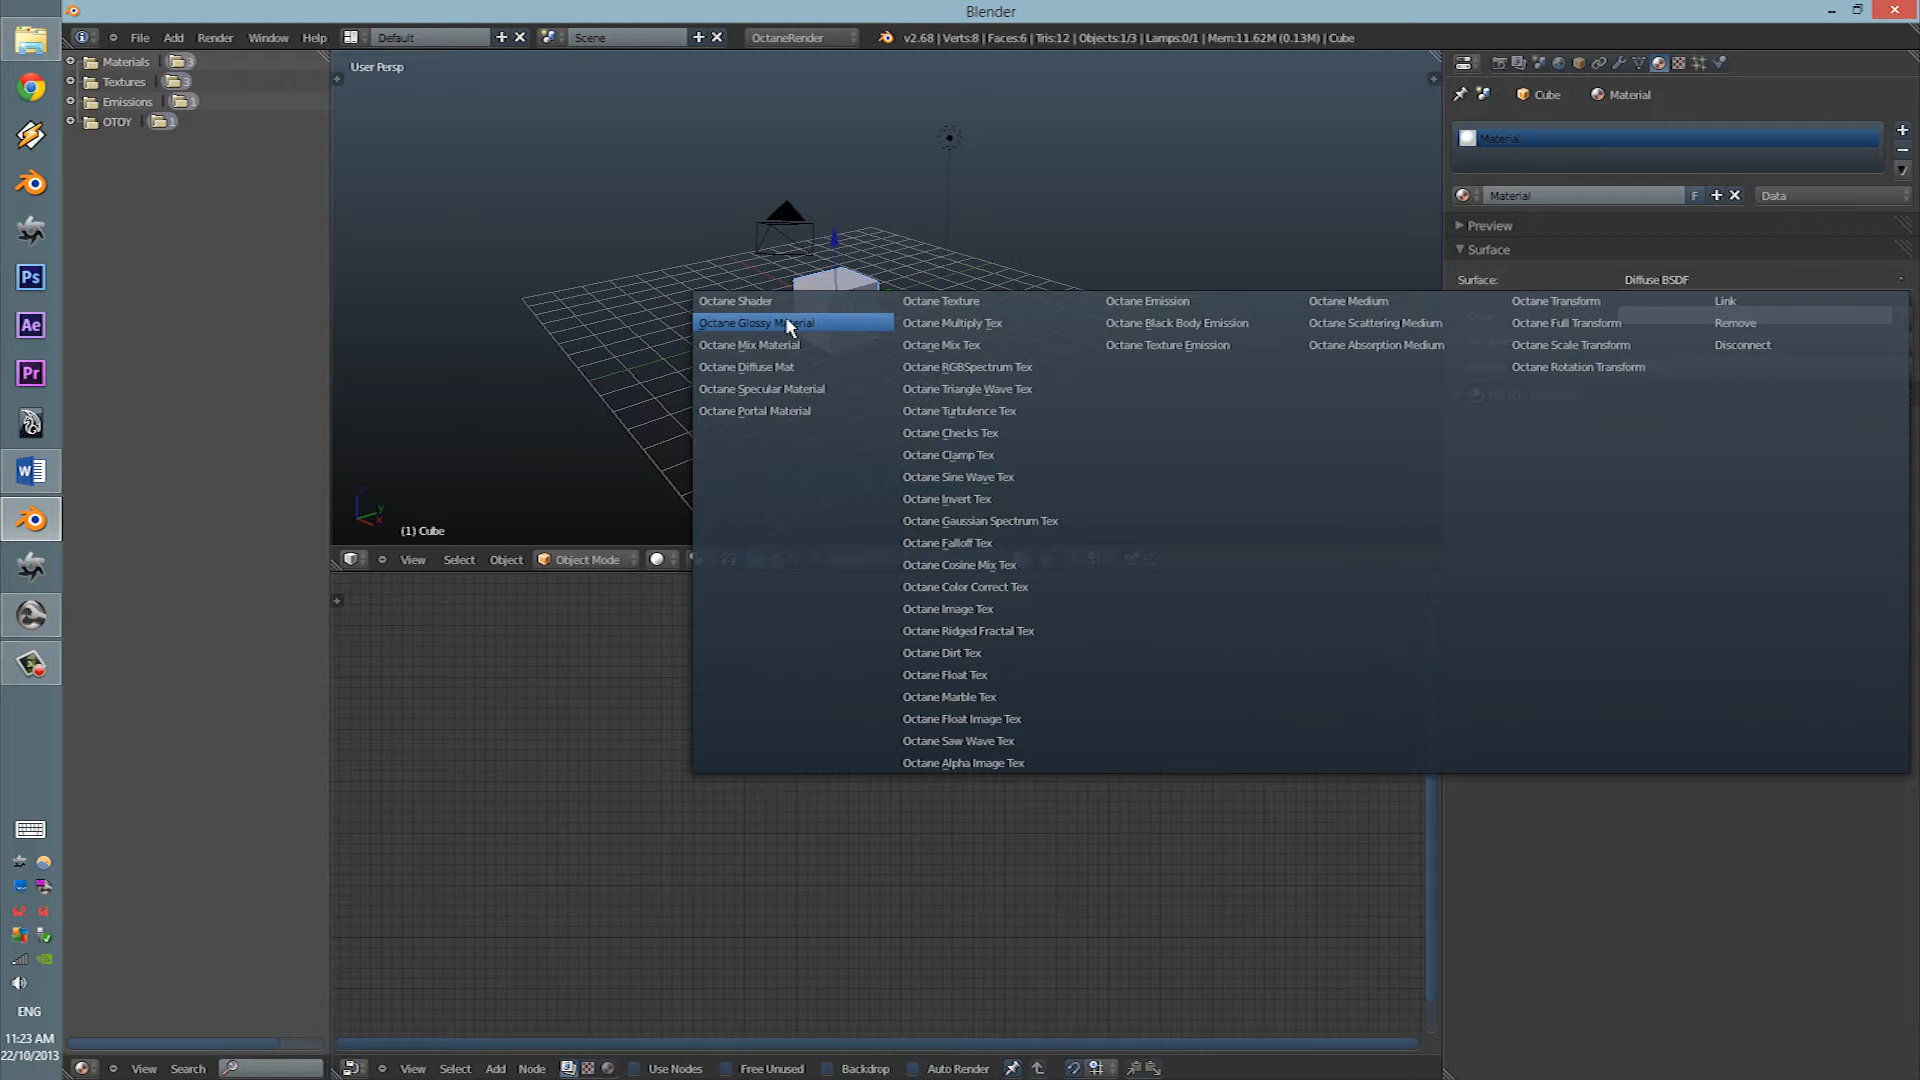 Blender
File Add Render Window Help Default Scene OctaneRender v2.68 | Verts:8 | Faces:6 | Tris:12 | Objects:1/3 | Lamps:0/1 | Mem:11.62M (0.13M) | Cube
Materials 3
Textures 3
Emissions 1
OTOY 1
User Persp
Cube Material
Material
Material F Data
Preview
Surface
Surface: Diffuse BSDF
Octane Shader
Octane Glossy Material
Octane Mix Material
Octane Diffuse Mat
Octane Specular Material
Octane Portal Material
Octane Texture
Octane Multiply Tex
Octane Mix Tex
Octane RGBSpectrum Tex
Octane Triangle Wave Tex
Octane Turbulence Tex
Octane Checks Tex
Octane Clamp Tex
Octane Sine Wave Tex
Octane Invert Tex
Octane Gaussian Spectrum Tex
Octane Falloff Tex
Octane Cosine Mix Tex
Octane Color Correct Tex
Octane Image Tex
Octane Ridged Fractal Tex
Octane Dirt Tex
Octane Float Tex
Octane Marble Tex
Octane Float Image Tex
Octane Saw Wave Tex
Octane Alpha Image Tex
Octane Emission
Octane Black Body Emission
Octane Texture Emission
Octane Medium
Octane Scattering Medium
Octane Absorption Medium
Octane Transform
Octane Full Transform
Octane Scale Transform
Octane Rotation Transform
Link
Remove
Disconnect
z
y
x
(1) Cube
View Select Object Object Mode
Ps
Ae
Pr
W
ENG
11:23 AM
22/10/2013
View Search
View Select Add Node Use Nodes Free Unused Backdrop Auto Render